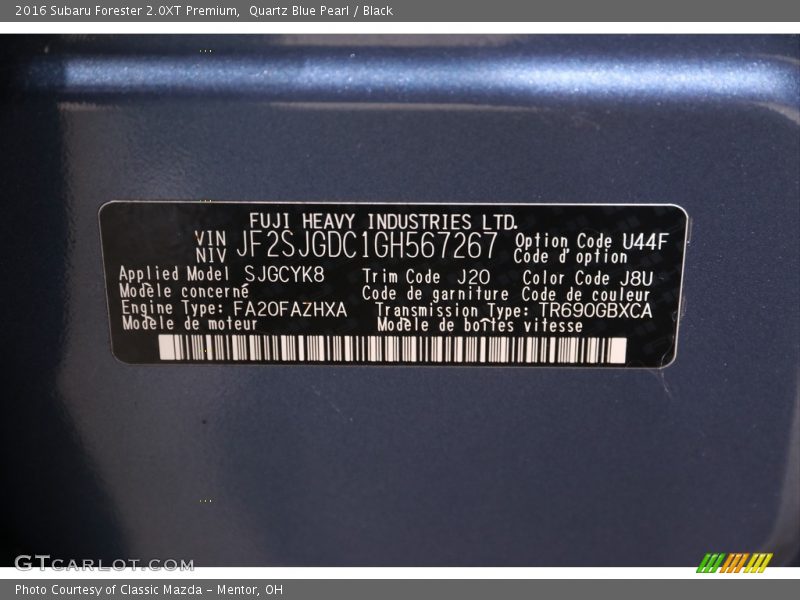 2016 Subaru Forester 2.0XT Premium,  Quartz Blue Pearl / Black
FUJI HEAVY INDUSTRIES LTD.
VIN
NIV JF2SJGDC1GH567267 Option Code U44F
Code d'option
Applied Model SJGCYK8 Trim Code J20 Color Code J8U
Modèle concerné Code de garniture Code de couleur
Engine Type: FA20FAZHXA Transmission Type: TR690GBXCA
Modèle de moteur Modèle de boîtes vitesse
GTCARLOT.COM
Photo Courtesy of Classic Mazda - Mentor, OH